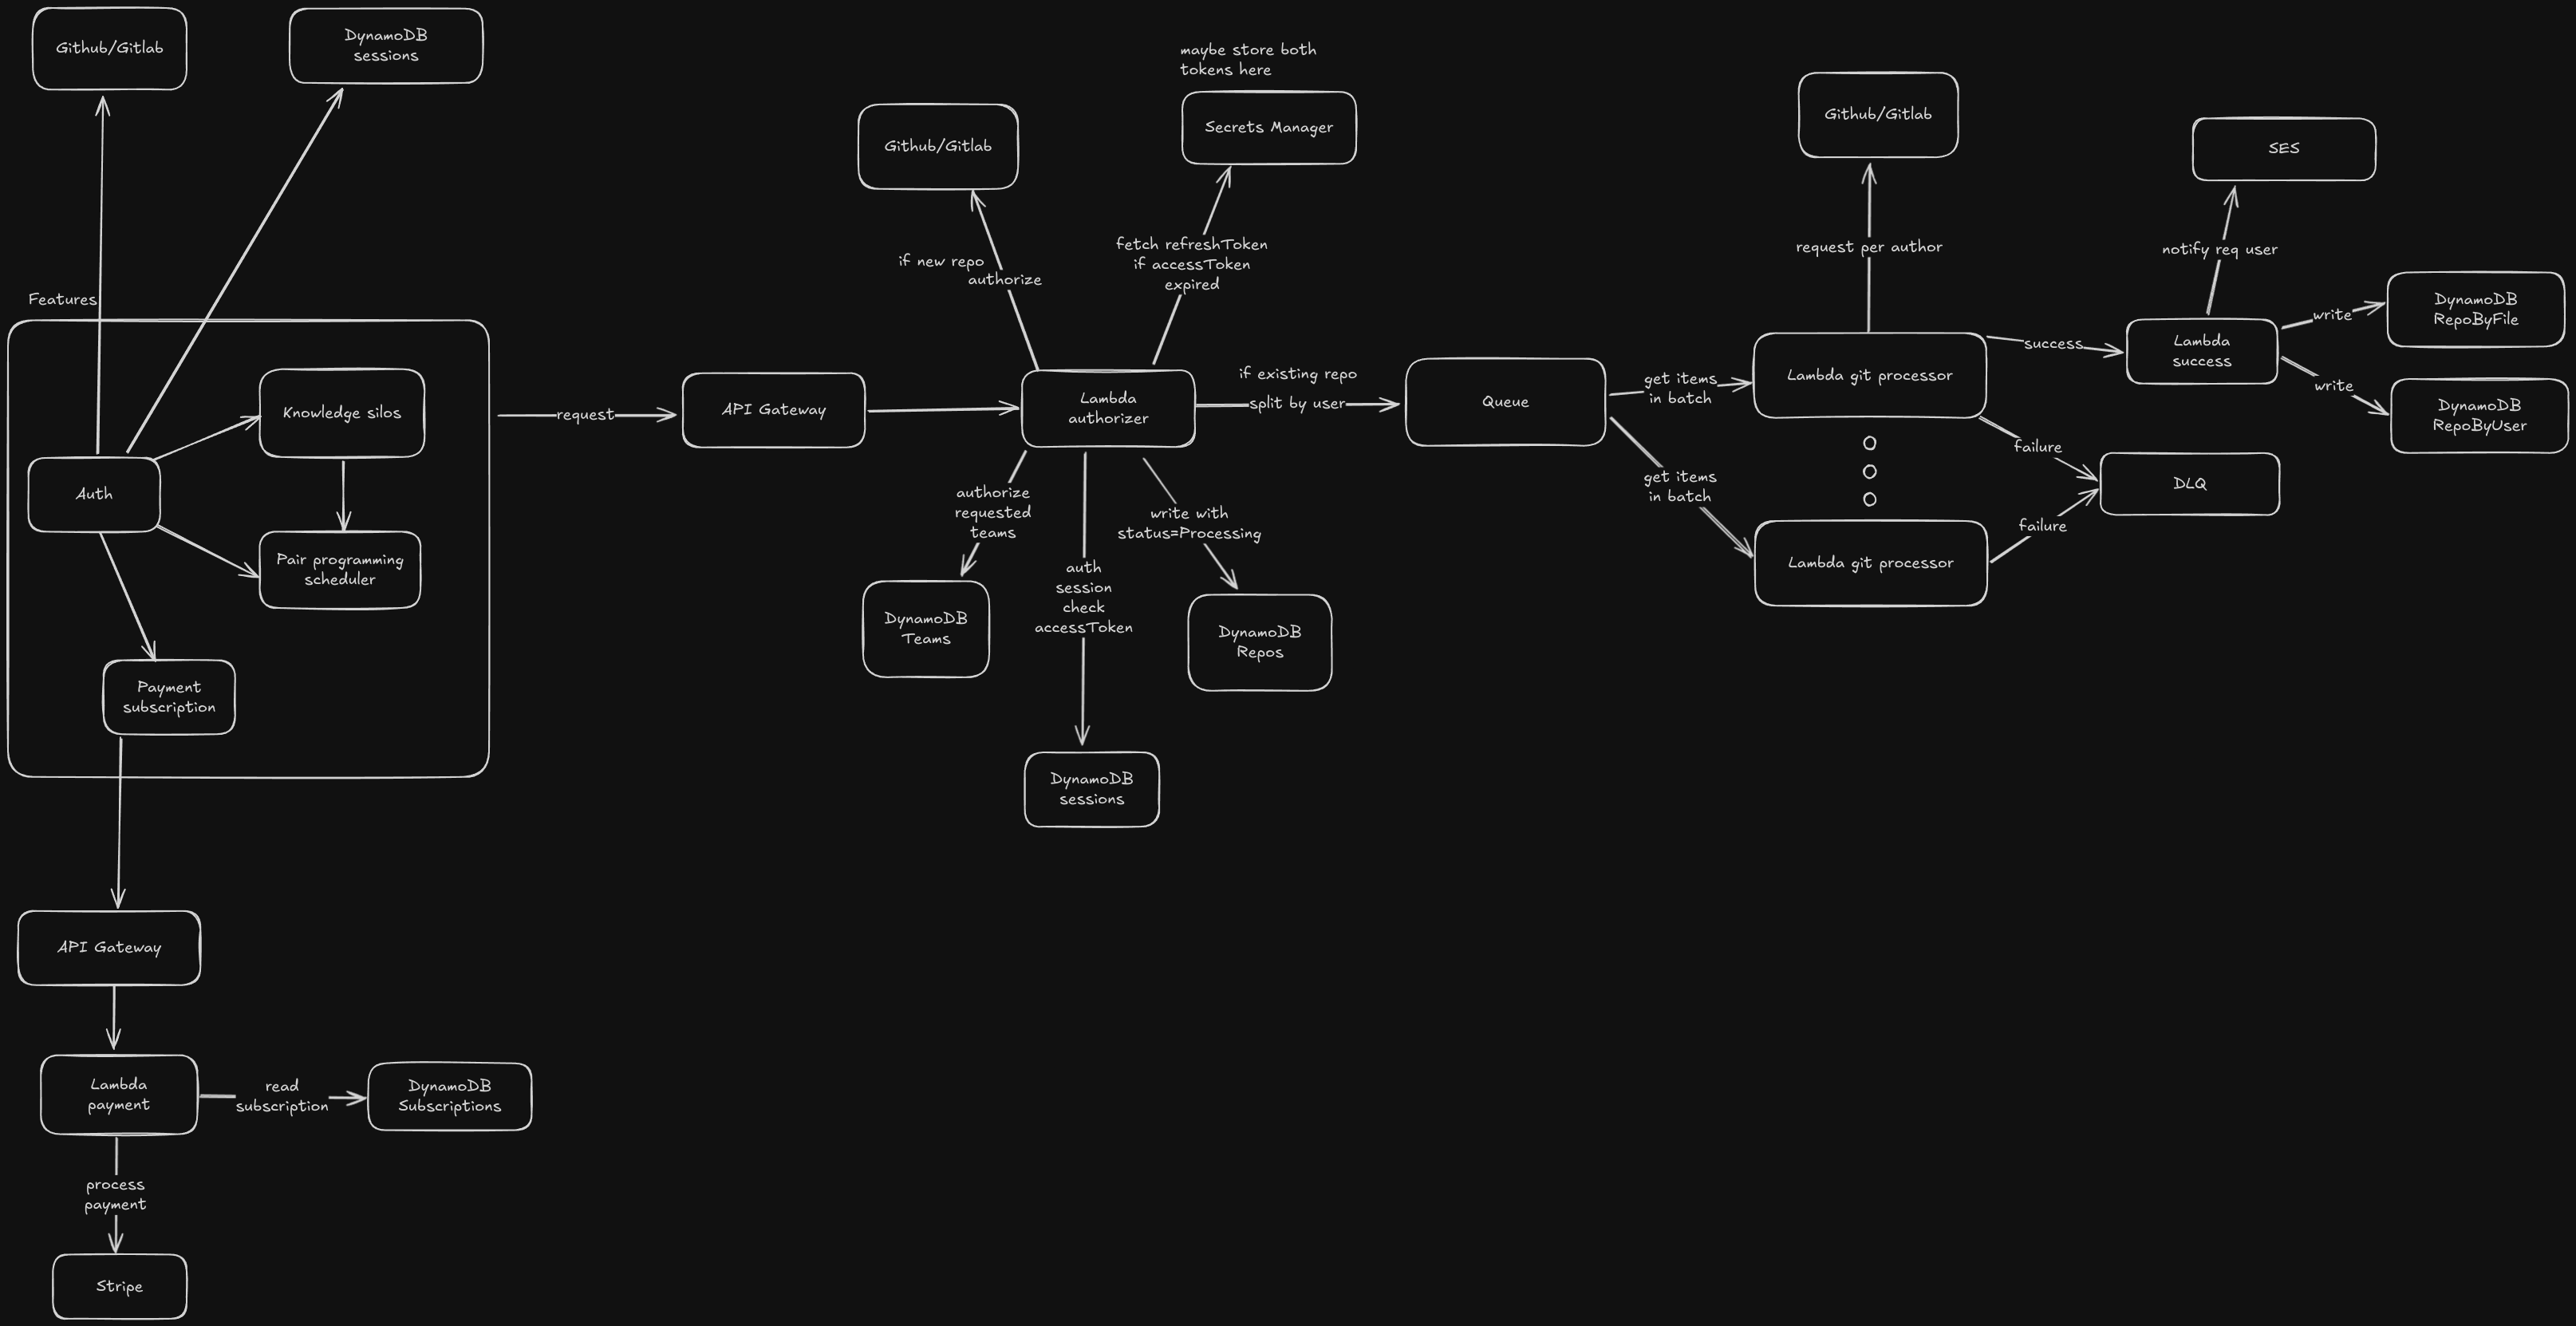 Github/Gitlab
DynamoDB
sessions
Features
Knowledge silos
Auth
Pair programming
scheduler
Payment
subscription
API Gateway
Lambda
payment
read
subscription
DynamoDB
Subscriptions
process
payment
Stripe
request
API Gateway
Github/Gitlab
maybe store both
tokens here
Secrets Manager
if new repo
authorize
fetch refreshToken
if accessToken
expired
Lambda
authorizer
authorize
requested
teams
DynamoDB
Teams
auth
session
check
accessToken
DynamoDB
sessions
write with
status=Processing
DynamoDB
Repos
if existing repo
split by user
Queue
get items
in batch
get items
in batch
Github/Gitlab
request per author
Lambda git processor
Lambda git processor
success
failure
failure
DLQ
Lambda
success
notify req user
SES
write
DynamoDB
RepoByFile
write
DynamoDB
RepoByUser